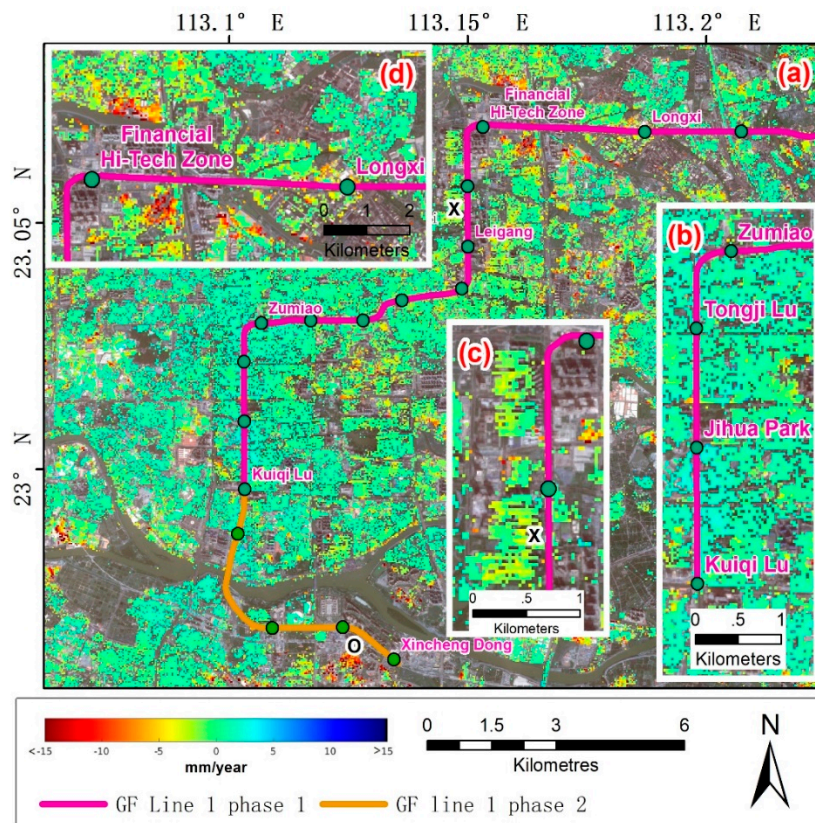 113.1° E
113.15° E
113.2° E
(d)
Financial
Hi-Tech Zone
Longxi
0 1 2
Kilometers
(a)
Financial
Hi-Tech Zone
Longxi
X
Leigang
N
23.05°
Zumiao
(b)
Zumiao
Tongji Lu
Jihua Park
Kuiqi Lu
0 .5 1
Kilometers
(c)
X
0 .5 1
Kilometers
N
23°
Kuiqi Lu
O
Xincheng Dong
<-15 -10 -5 0 5 10 >15
mm/year
0 1.5 3 6
Kilometres
N
GF Line 1 phase 1
GF line 1 phase 2